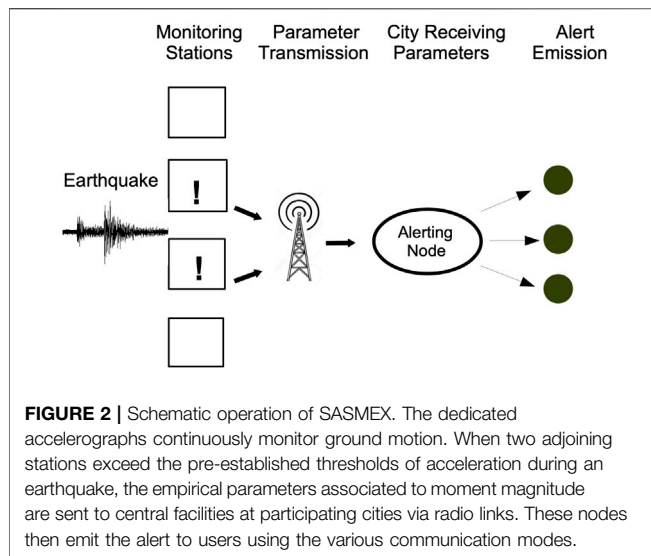 Monitoring Stations
Parameter Transmission
City Receiving Parameters
Alert Emission
Earthquake
!
!
Alerting Node
FIGURE 2 | Schematic operation of SASMEX. The dedicated
accelerographs continuously monitor ground motion. When two adjoining
stations exceed the pre-established thresholds of acceleration during an
earthquake, the empirical parameters associated to moment magnitude
are sent to central facilities at participating cities via radio links. These nodes
then emit the alert to users using the various communication modes.